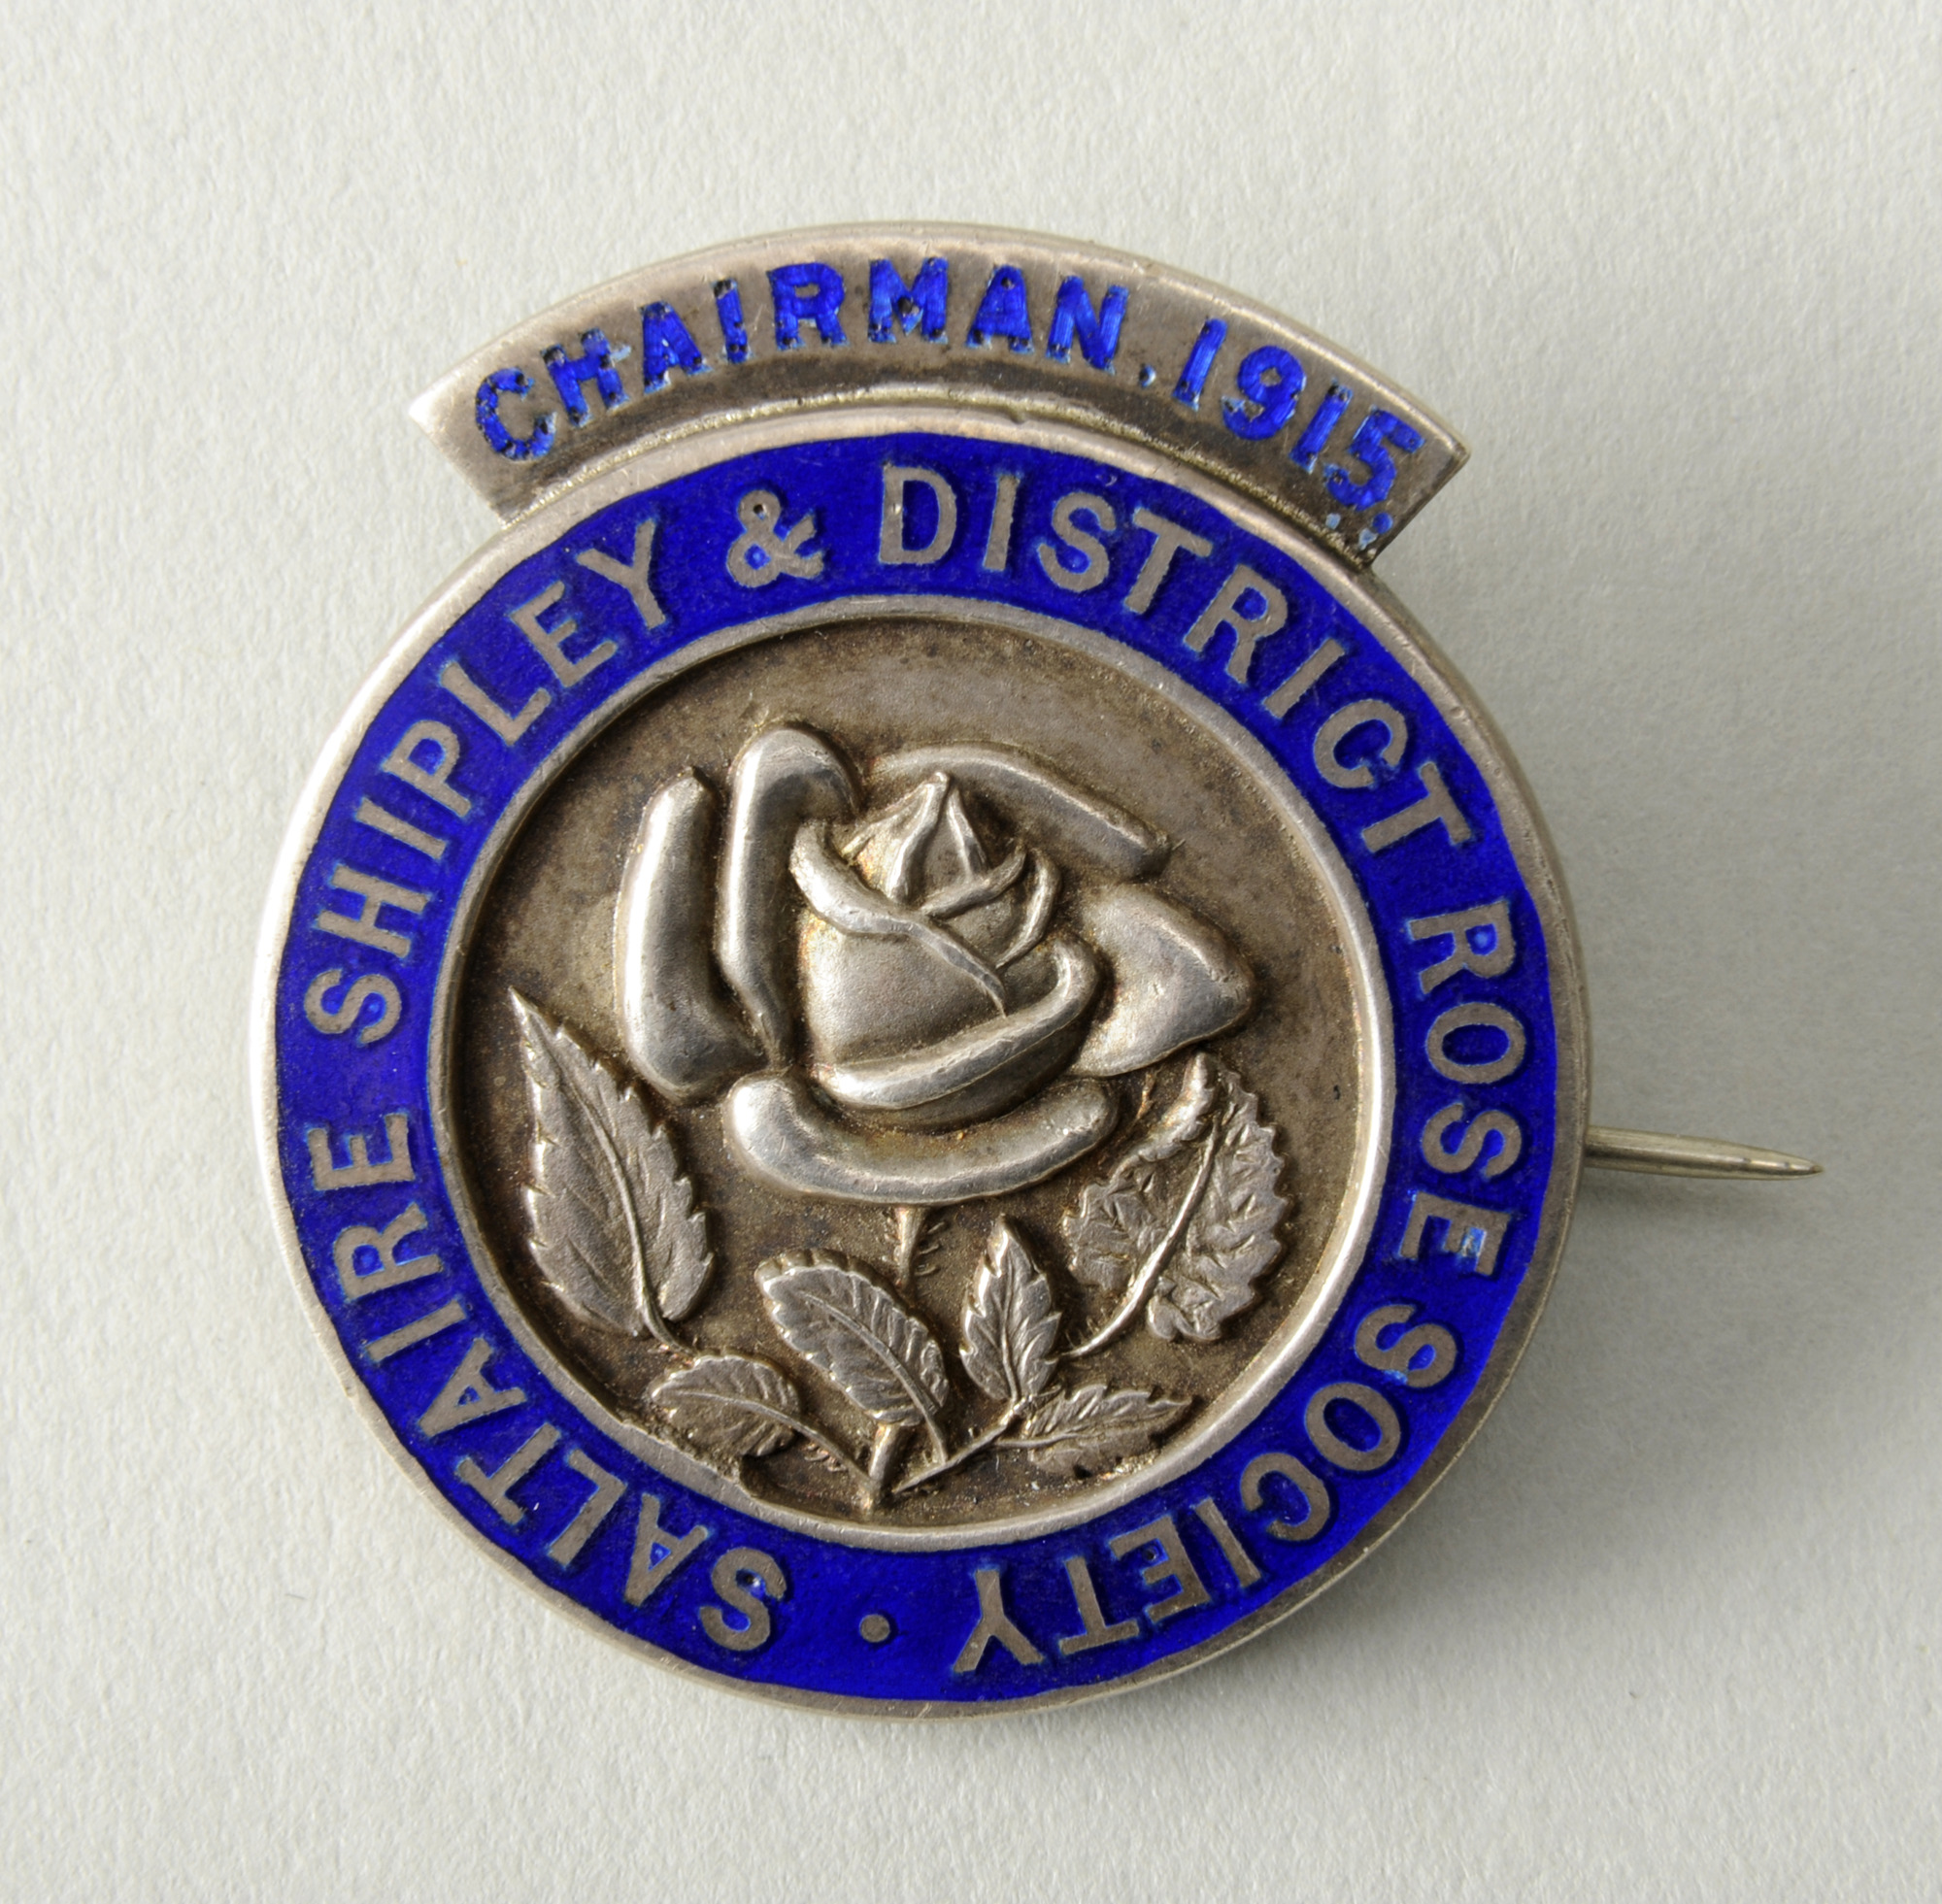 CHAIRMAN. 1915.
SALTAIRE SHIPLEY & DISTRICT ROSE SOCIETY ·